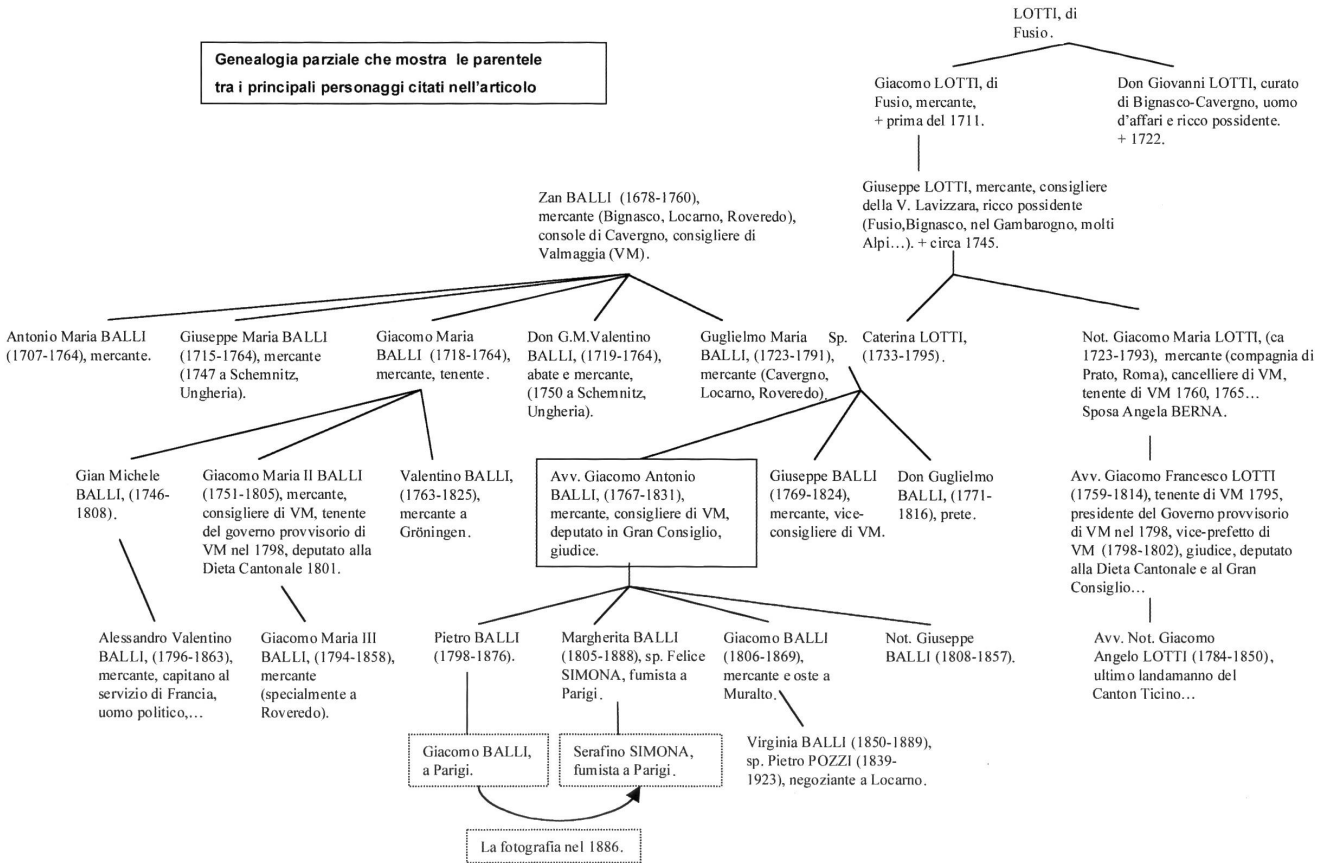 Genealogia parziale che mostra le parentele
tra i principali personaggi citati nell'articolo
LOTTI, di
Fusio.
Giacomo LOTTI, di
Fusio, mercante,
+ prima del 1711.
Don Giovanni LOTTI, curato
di Bignasco-Cavergno, uomo
d'affari e ricco possidente.
+ 1722.
Zan BALLI (1678-1760),
mercante (Bignasco, Locarno, Roveredo),
console di Cavergno, consigliere di
Valmaggia (VM).
Giuseppe LOTTI, mercante, consigliere
della V. Lavizzara, ricco possidente
(Fusio,Bignasco, nel Gambarogno, molti
Alpi…). + circa 1745.
Antonio Maria BALLI
(1707-1764), mercante.
Giuseppe Maria BALLI
(1715-1764), mercante
(1747 a Schemnitz,
Ungheria).
Giacomo Maria
BALLI (1718-1764),
mercante, tenente.
Don G.M.Valentino
BALLI, (1719-1764),
abate e mercante,
(1750 a Schemnitz,
Ungheria).
Guglielmo Maria Sp.
BALLI, (1723-1791),
mercante (Cavergno,
Locarno, Roveredo).
Caterina LOTTI,
(1733-1795).
Not. Giacomo Maria LOTTI, (ca
1723-1793), mercante (compagnia di
Prato, Roma), cancelliere di VM,
tenente di VM 1760, 1765…
Sposa Angela BERNA.
Gian Michele
BALLI, (1746-
1808).
Giacomo Maria II BALLI
(1751-1805), mercante,
consigliere di VM, tenente
del governo provvisorio di
VM nel 1798, deputato alla
Dieta Cantonale 1801.
Valentino BALLI,
(1763-1825),
mercante a
Gröningen.
Avv. Giacomo Antonio
BALLI, (1767-1831),
mercante, consigliere di VM,
deputato in Gran Consiglio,
giudice.
Giuseppe BALLI
(1769-1824),
mercante, vice-
consigliere di VM.
Don Guglielmo
BALLI, (1771-
1816), prete.
Avv. Giacomo Francesco LOTTI
(1759-1814), tenente di VM 1795,
presidente del Governo provvisorio
di VM nel 1798, vice-prefetto di
VM (1798-1802), giudice, deputato
alla Dieta Cantonale e al Gran
Consiglio…
Alessandro Valentino
BALLI, (1796-1863),
mercante, capitano al
servizio di Francia,
uomo politico,…
Giacomo Maria III
BALLI, (1794-1858),
mercante
(specialmente a
Roveredo).
Pietro BALLI
(1798-1876).
Margherita BALLI
(1805-1888), sp. Felice
SIMONA, fumista a
Parigi.
Giacomo BALLI
(1806-1869),
mercante e oste a
Muralto.
Not. Giuseppe
BALLI (1808-1857).
Avv. Not. Giacomo
Angelo LOTTI (1784-1850),
ultimo landamanno del
Canton Ticino…
Giacomo BALLI,
a Parigi.
Serafino SIMONA,
fumista a Parigi.
Virginia BALLI (1850-1889),
sp. Pietro POZZI (1839-
1923), negoziante a Locarno.
La fotografia nel 1886.